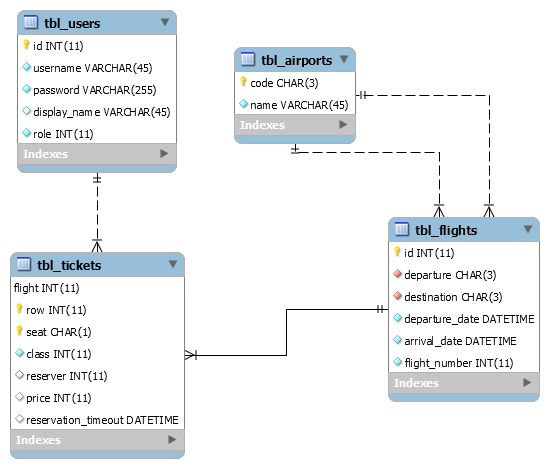 tbl_users
id INT(11)
username VARCHAR(45)
password VARCHAR(255)
display_name VARCHAR(45)
role INT(11)
Indexes
tbl_airports
code CHAR(3)
name VARCHAR(45)
Indexes
tbl_tickets
flight INT(11)
row INT(11)
seat CHAR(1)
class INT(11)
reserver INT(11)
price INT(11)
reservation_timeout DATETIME
Indexes
tbl_flights
id INT(11)
departure CHAR(3)
destination CHAR(3)
departure_date DATETIME
arrival_date DATETIME
flight_number INT(11)
Indexes